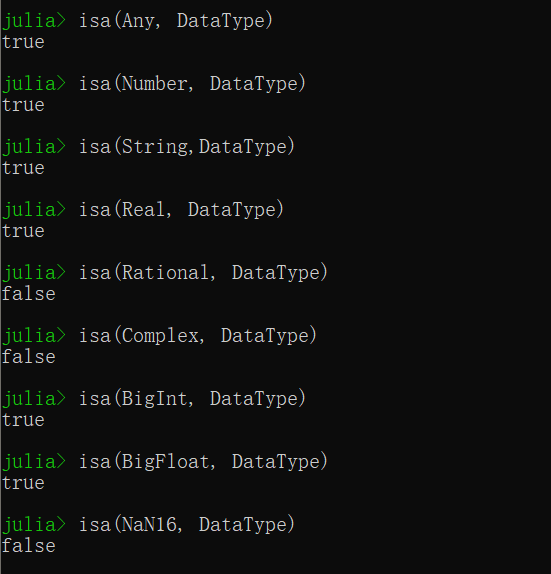 julia> isa(Any, DataType)
true
julia> isa(Number, DataType)
true
julia> isa(String,DataType)
true
julia> isa(Real, DataType)
true
julia> isa(Rational, DataType)
false
julia> isa(Complex, DataType)
false
julia> isa(BigInt, DataType)
true
julia> isa(BigFloat, DataType)
true
julia> isa(NaN16, DataType)
false